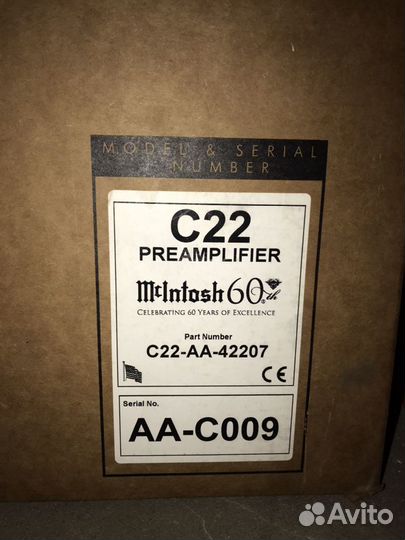 MODEL & SERIAL
NUMBER
C22
PREAMPLIFIER
McIntosh 60th
CELEBRATING 60 YEARS OF EXCELLENCE
Part Number
C22-AA-42207
CE
Serial No.
AA-C009
Avito